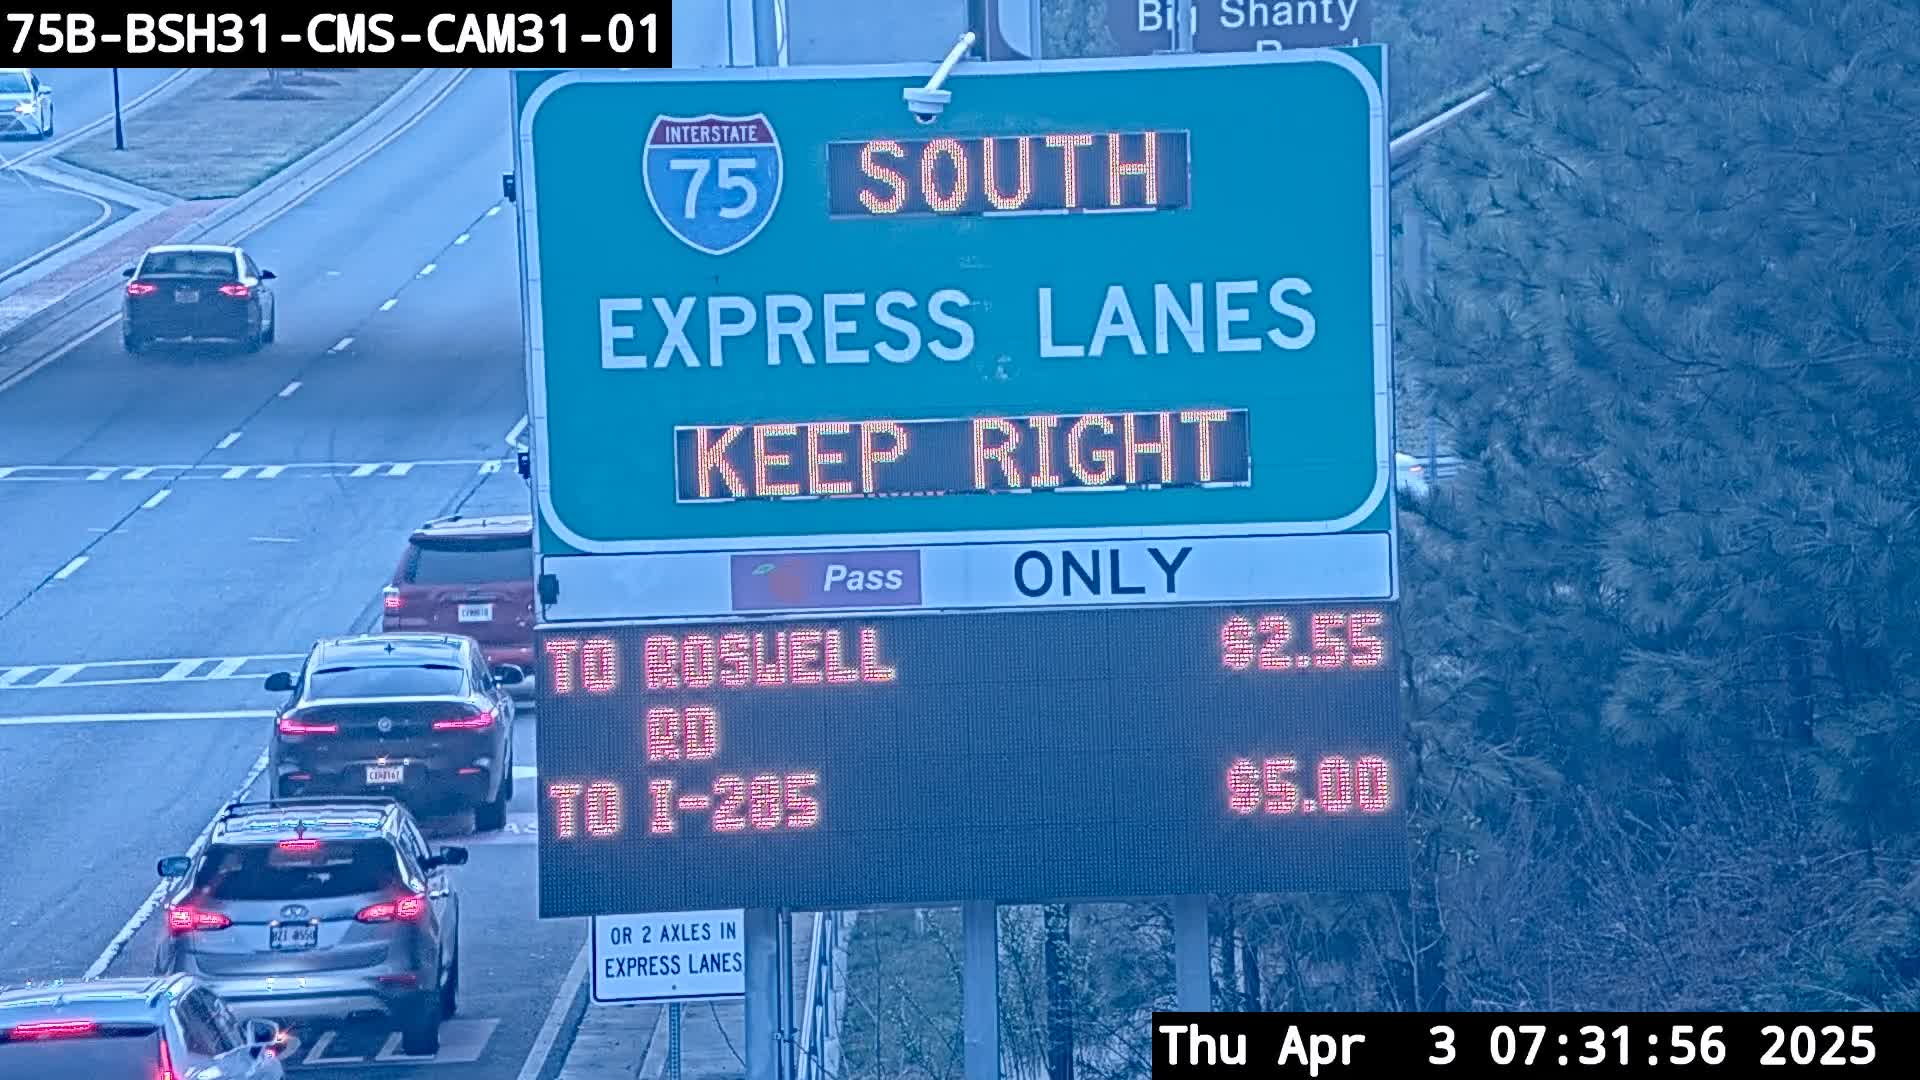 75B-BSH31-CMS-CAM31-01
Big Shanty
INTERSTATE
75
SOUTH
EXPRESS LANES
KEEP RIGHT
Pass ONLY
TO ROSWELL $2.55
RD
TO I-285 $5.00
OR 2 AXLES IN
EXPRESS LANES
Thu Apr 3 07:31:56 2025